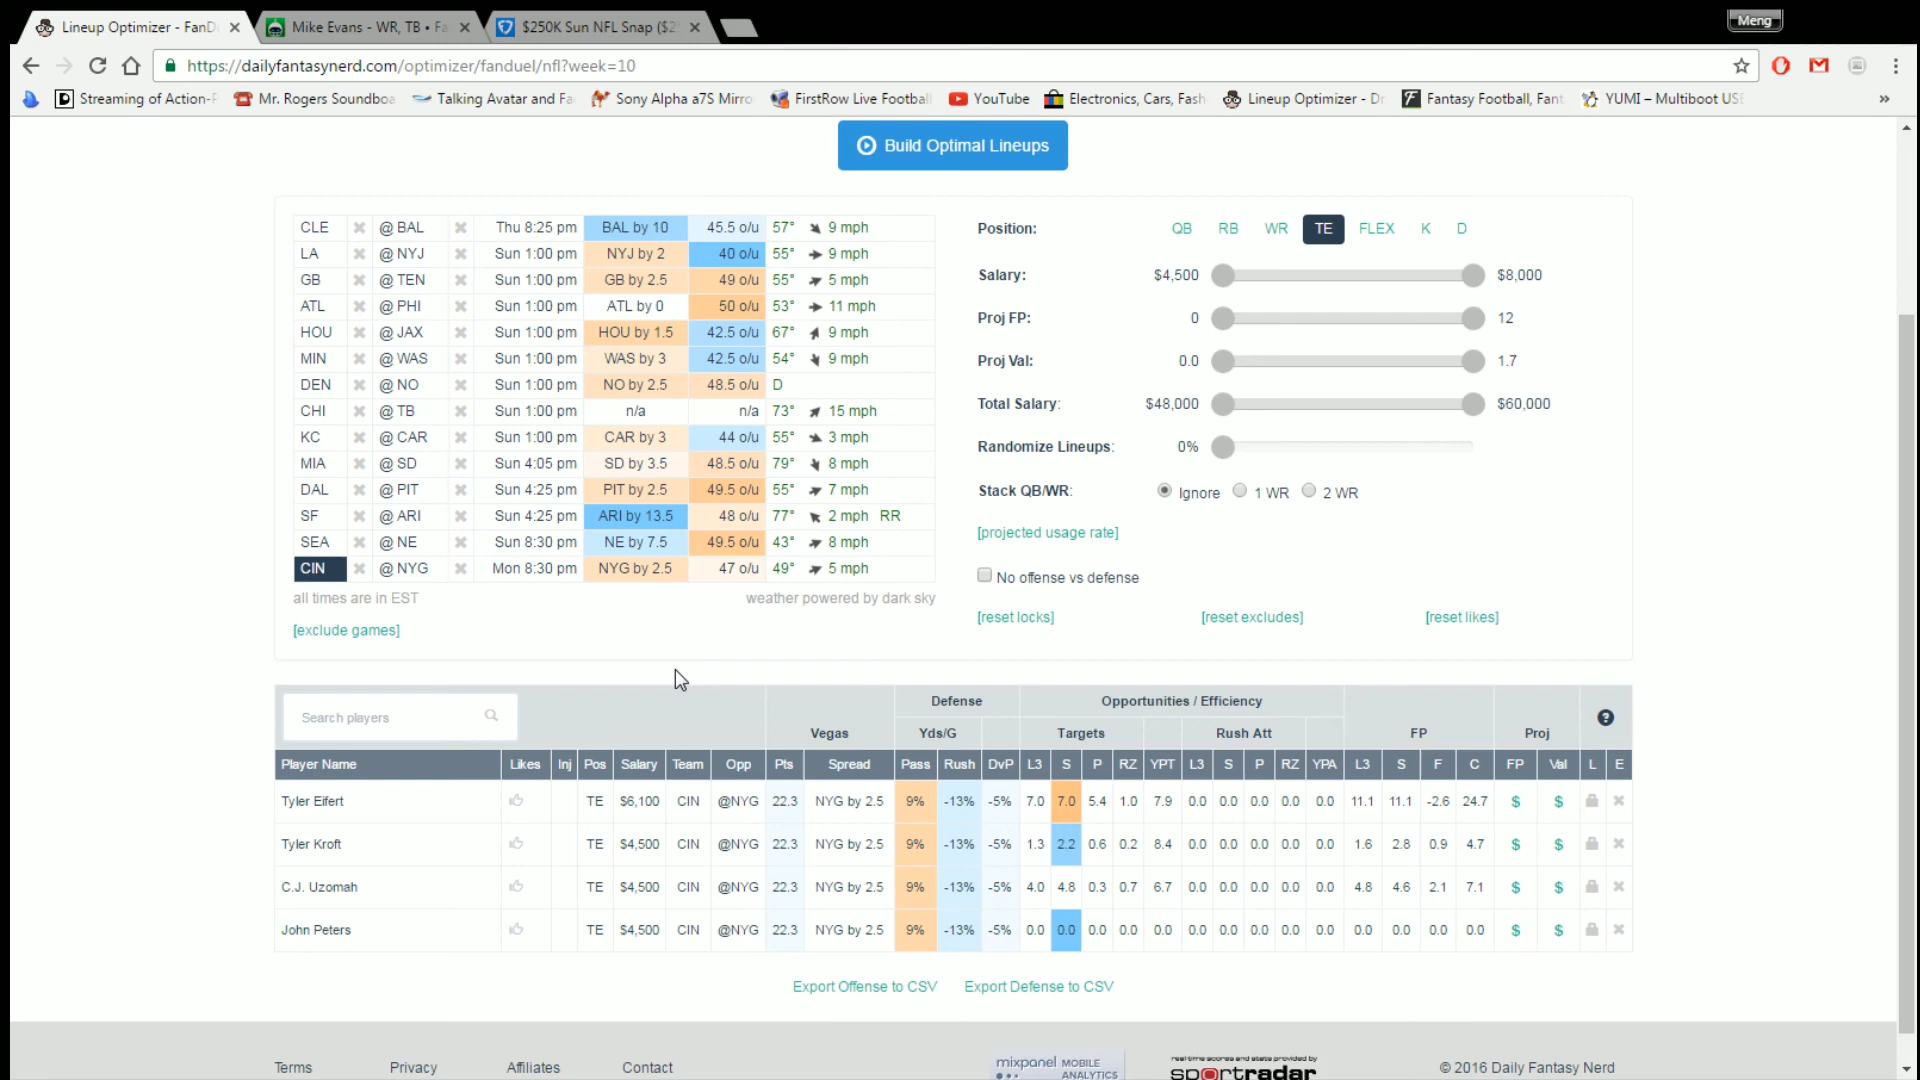 Lineup Optimizer - FanD
Mike Evans - WR, TB • Fa
$250K Sun NFL Snap ($2
Meng
https://dailyfantasynerd.com/optimizer/fanduel/nfl?week=10
Streaming of Action-P
Mr. Rogers Soundboa
Talking Avatar and Fa
Sony Alpha a7S Mirro
FirstRow Live Football
YouTube
Electronics, Cars, Fash
Lineup Optimizer - Dr
Fantasy Football, Fant
YUMI – Multiboot USB
»
Build Optimal Lineups
CLE @ BAL Thu 8:25 pm BAL by 10 45.5 o/u 57° 9 mph
LA @ NYJ Sun 1:00 pm NYJ by 2 40 o/u 55° 9 mph
GB @ TEN Sun 1:00 pm GB by 2.5 49 o/u 55° 5 mph
ATL @ PHI Sun 1:00 pm ATL by 0 50 o/u 53° 11 mph
HOU @ JAX Sun 1:00 pm HOU by 1.5 42.5 o/u 67° 9 mph
MIN @ WAS Sun 1:00 pm WAS by 3 42.5 o/u 54° 9 mph
DEN @ NO Sun 1:00 pm NO by 2.5 48.5 o/u D
CHI @ TB Sun 1:00 pm n/a n/a 73° 15 mph
KC @ CAR Sun 1:00 pm CAR by 3 44 o/u 55° 3 mph
MIA @ SD Sun 4:05 pm SD by 3.5 48.5 o/u 79° 8 mph
DAL @ PIT Sun 4:25 pm PIT by 2.5 49.5 o/u 55° 7 mph
SF @ ARI Sun 4:25 pm ARI by 13.5 48 o/u 77° 2 mph RR
SEA @ NE Sun 8:30 pm NE by 7.5 49.5 o/u 43° 8 mph
CIN @ NYG Mon 8:30 pm NYG by 2.5 47 o/u 49° 5 mph
all times are in EST
weather powered by dark sky
[exclude games]
Position: QB RB WR TE FLEX K D
Salary: $4,500 $8,000
Proj FP: 0 12
Proj Val: 0.0 1.7
Total Salary: $48,000 $60,000
Randomize Lineups: 0%
Stack QB/WR: Ignore 1 WR 2 WR
[projected usage rate]
No offense vs defense
[reset locks] [reset excludes] [reset likes]
Search players
Defense Opportunities / Efficiency
Vegas Yds/G Targets Rush Att FP Proj
Player Name Likes Inj Pos Salary Team Opp Pts Spread Pass Rush DvP L3 S P RZ YPT L3 S P RZ YPA L3 S F C FP Val L E
Tyler Eifert TE $6,100 CIN @NYG 22.3 NYG by 2.5 9% -13% -5% 7.0 7.0 5.4 1.0 7.9 0.0 0.0 0.0 0.0 0.0 11.1 11.1 -2.6 24.7 $ $
Tyler Kroft TE $4,500 CIN @NYG 22.3 NYG by 2.5 9% -13% -5% 1.3 2.2 0.6 0.2 8.4 0.0 0.0 0.0 0.0 0.0 1.6 2.8 0.9 4.7 $ $
C.J. Uzomah TE $4,500 CIN @NYG 22.3 NYG by 2.5 9% -13% -5% 4.0 4.8 0.3 0.7 6.7 0.0 0.0 0.0 0.0 0.0 4.8 4.6 2.1 7.1 $ $
John Peters TE $4,500 CIN @NYG 22.3 NYG by 2.5 9% -13% -5% 0.0 0.0 0.0 0.0 0.0 0.0 0.0 0.0 0.0 0.0 0.0 0.0 0.0 0.0 $ $
Export Offense to CSV
Export Defense to CSV
Terms Privacy Affiliates Contact
mixpanel MOBILE ANALYTICS
real-time scores and stats provided by
sportradar
© 2016 Daily Fantasy Nerd